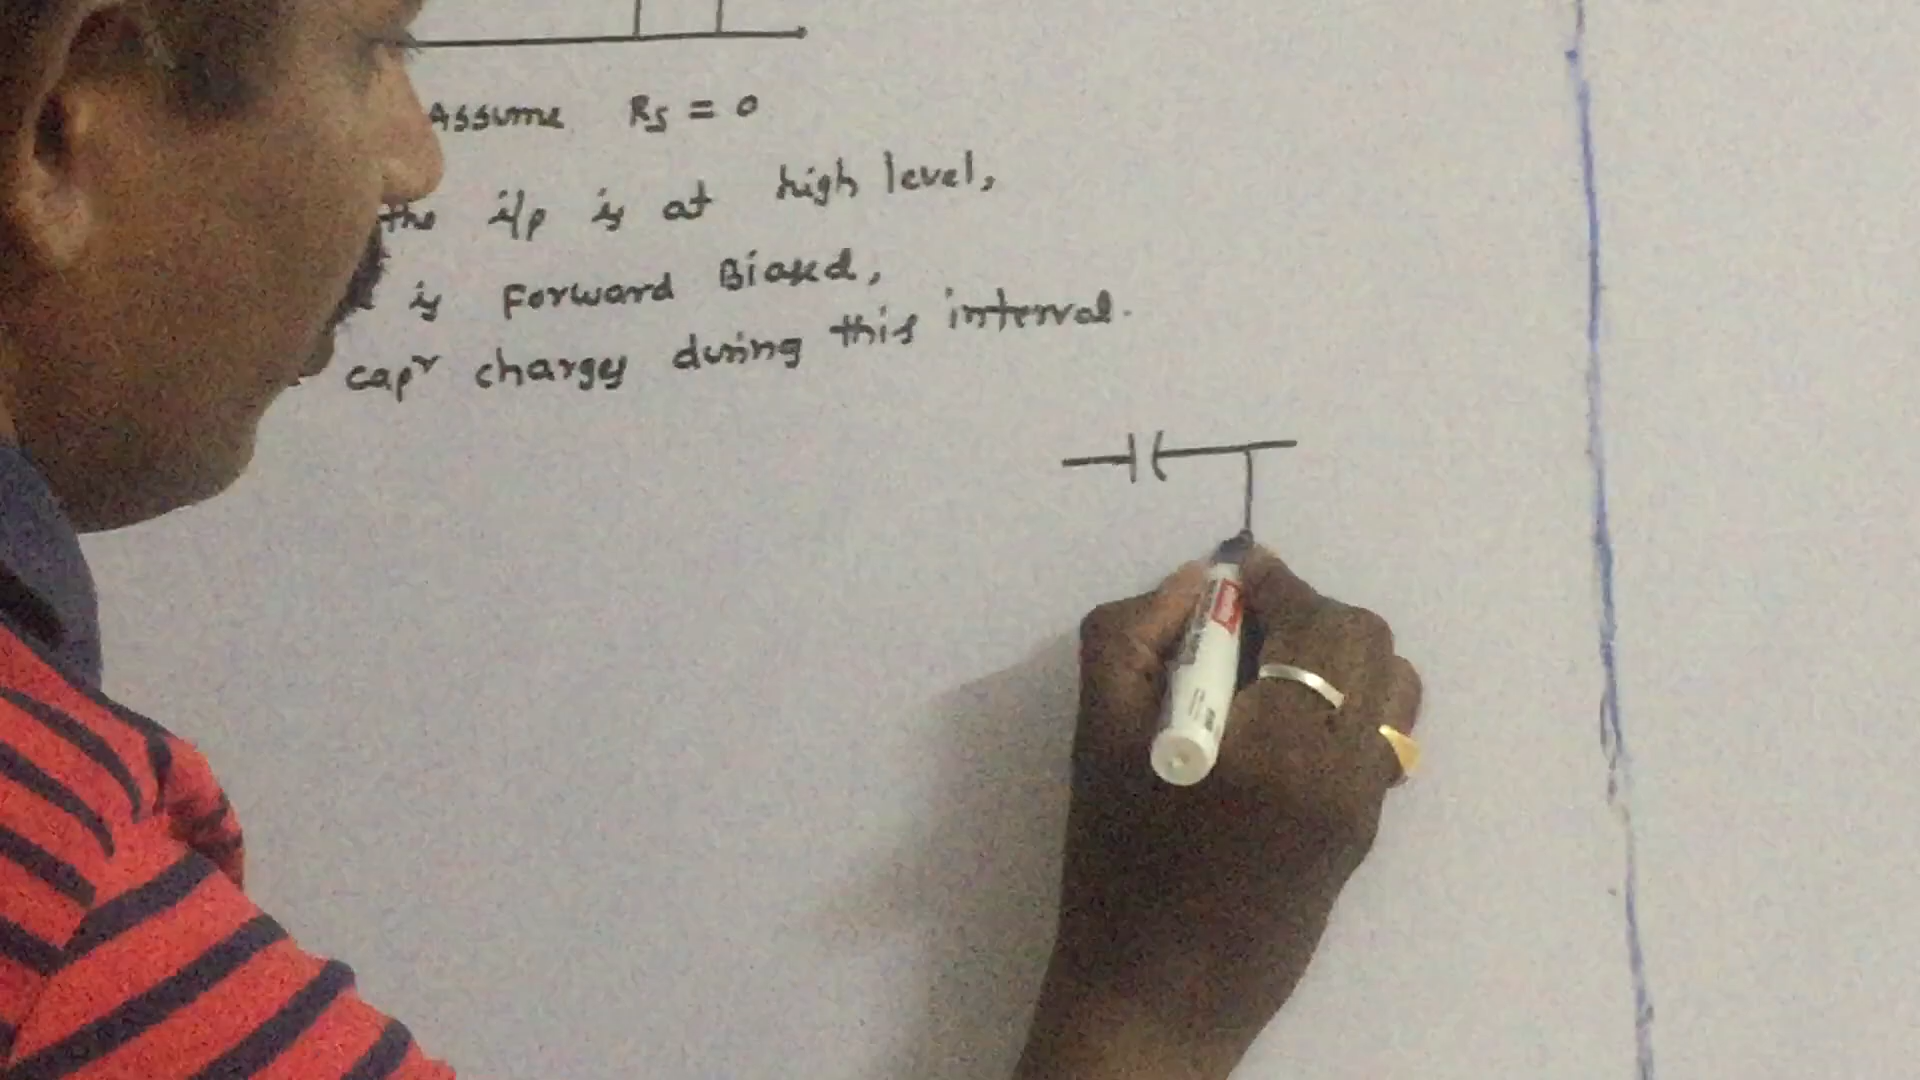 Assume Rs = 0
the i/p is at high level,
is Forward Biased,
capr charges during this interval.